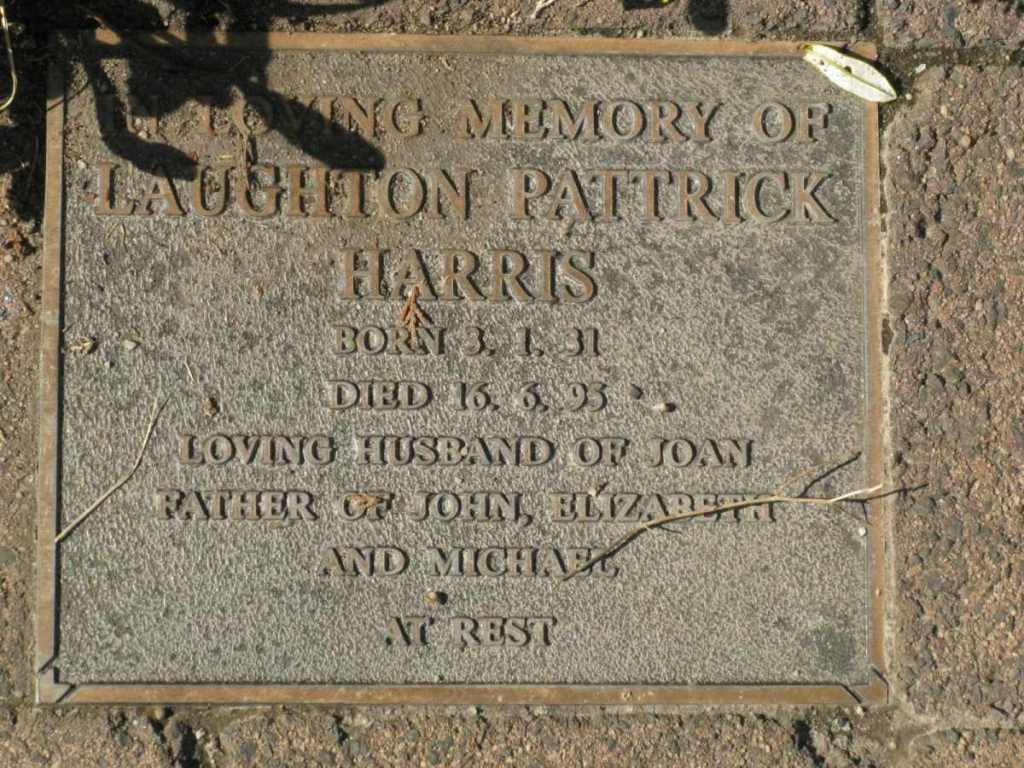 IN LOVING MEMORY OF
LAUGHTON PATTRICK
HARRIS
BORN 3. 1. 31
DIED 16. 6. 95
LOVING HUSBAND OF JOAN
FATHER OF JOHN, ELIZABETH
AND MICHAEL
AT REST